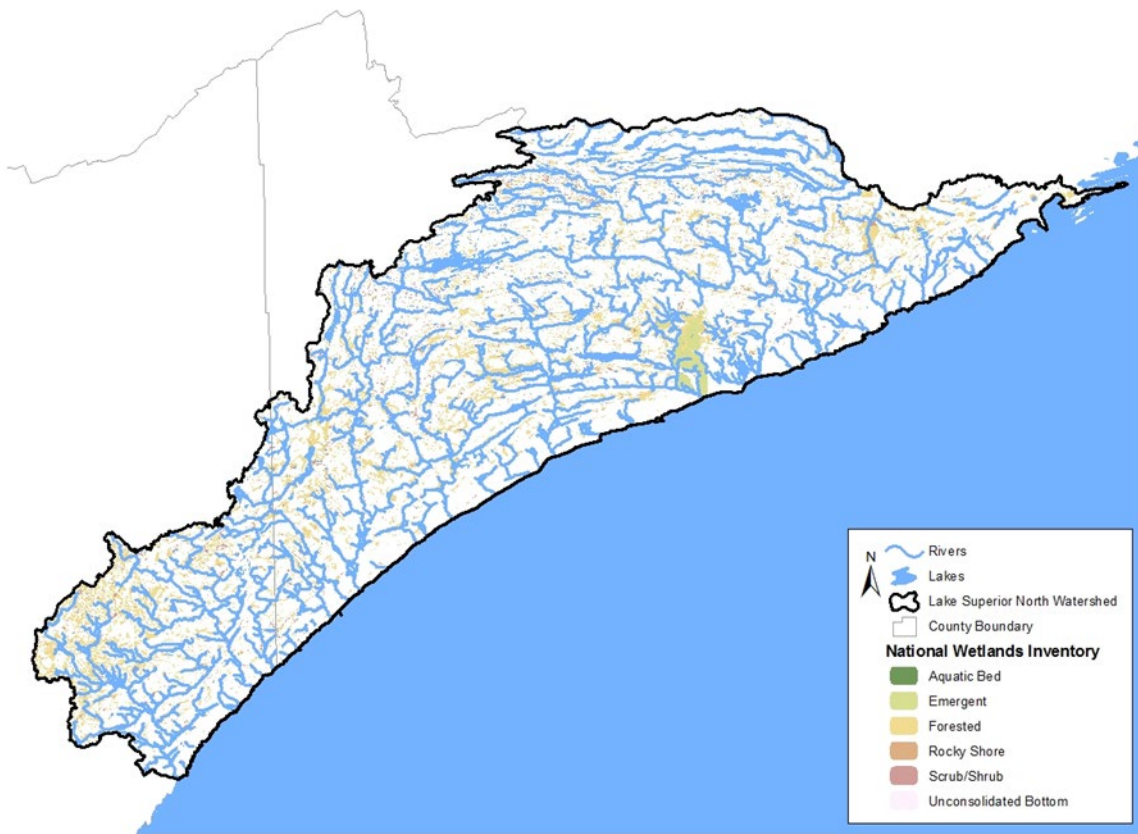 N
Rivers
Lakes
Lake Superior North Watershed
County Boundary
National Wetlands Inventory
Aquatic Bed
Emergent
Forested
Rocky Shore
Scrub/Shrub
Unconsolidated Bottom